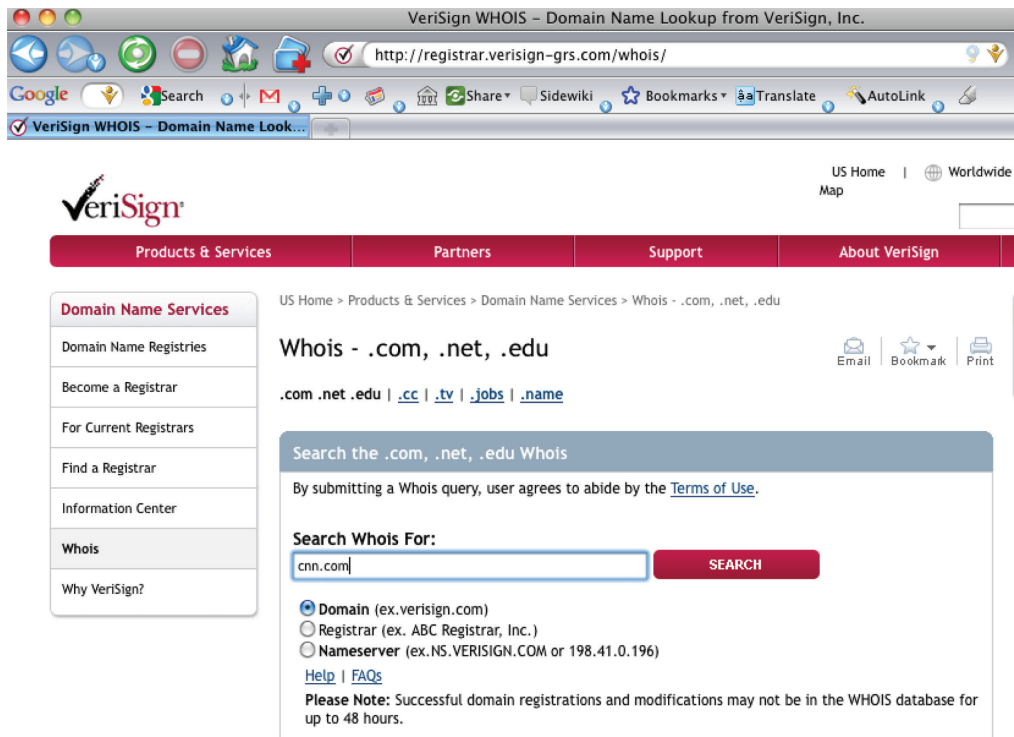 VeriSign WHOIS – Domain Name Lookup from VeriSign, Inc.
http://registrar.verisign-grs.com/whois/
Google Search Share Sidewiki Bookmarks Translate AutoLink
VeriSign WHOIS – Domain Name Look...
US Home | Worldwide
Map
VeriSign
Products & Services Partners Support About VeriSign
Domain Name Services
Domain Name Registries
Become a Registrar
For Current Registrars
Find a Registrar
Information Center
Whois
Why VeriSign?
US Home > Products & Services > Domain Name Services > Whois - .com, .net, .edu
Whois - .com, .net, .edu
Email Bookmark Print
.com .net .edu | .cc | .tv | .jobs | .name
Search the .com, .net, .edu Whois
By submitting a Whois query, user agrees to abide by the Terms of Use.
Search Whois For:
cnn.com
SEARCH
Domain (ex.verisign.com)
Registrar (ex. ABC Registrar, Inc.)
Nameserver (ex.NS.VERISIGN.COM or 198.41.0.196)
Help | FAQs
Please Note: Successful domain registrations and modifications may not be in the WHOIS database for
up to 48 hours.